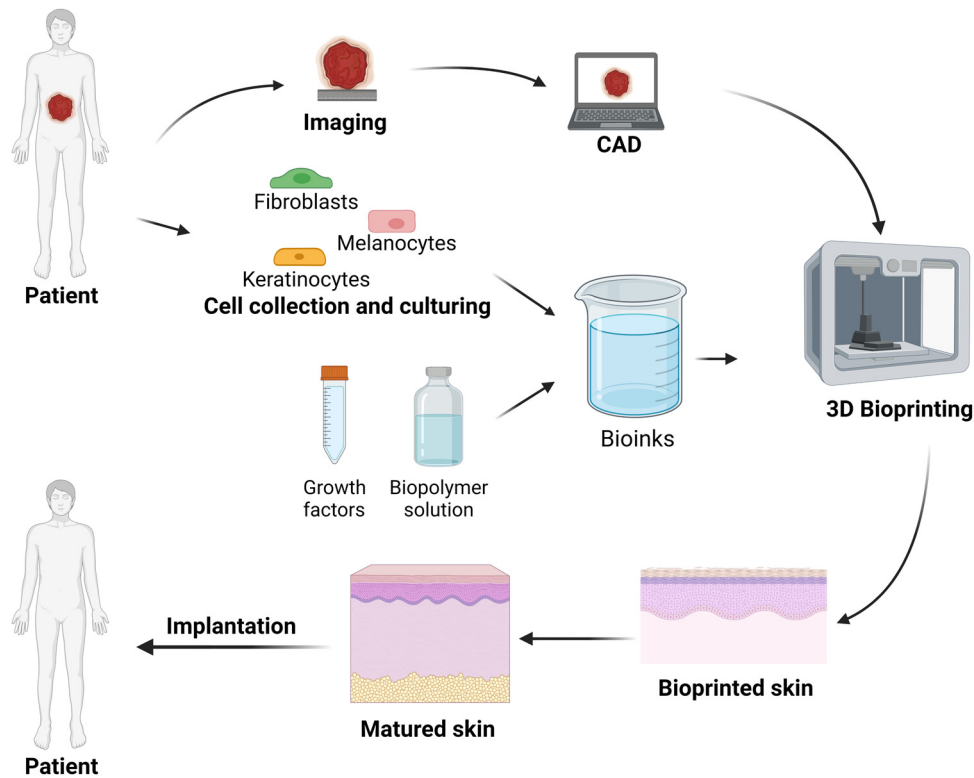 Imaging
CAD
Fibroblasts
Melanocytes
Keratinocytes
Cell collection and culturing
Patient
3D Bioprinting
Bioinks
Growth
factors
Biopolymer
solution
Implantation
Bioprinted skin
Matured skin
Patient